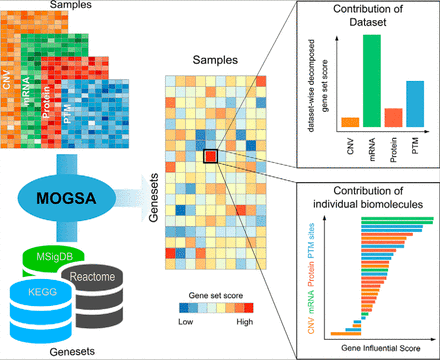 Samples
CNV
mRNA
Protein
PTM
MOGSA
MSigDB
Reactome
KEGG
Genesets
Samples
Genesets
Gene set score
Low
High
Contribution of
Dataset
dataset-wise decomposed
gene set score
CNV
mRNA
Protein
PTM
Contribution of
individual biomolecules
CNV mRNA Protein PTM sites
Gene Influential Score